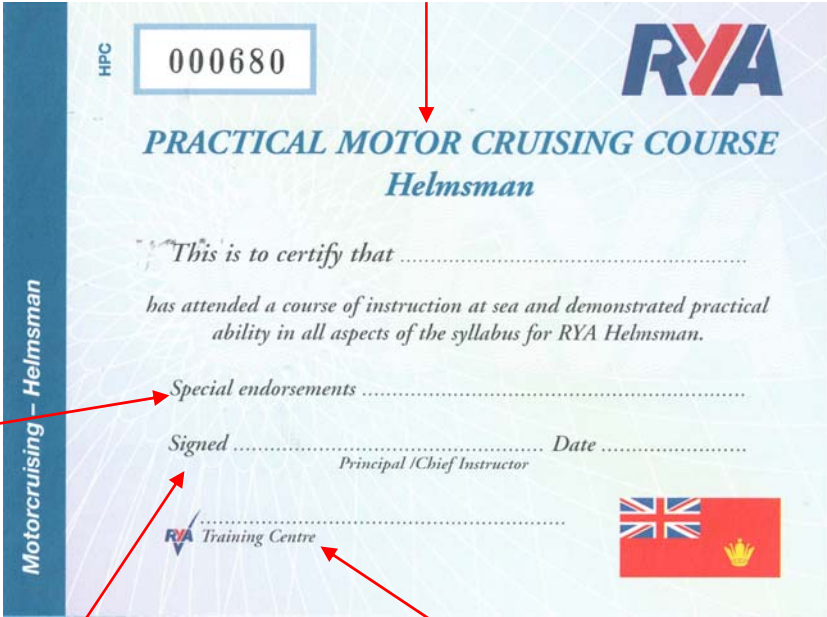 HPC
000680
RYA
PRACTICAL MOTOR CRUISING COURSE
Helmsman
This is to certify that ..........................................................
has attended a course of instruction at sea and demonstrated practical
ability in all aspects of the syllabus for RYA Helmsman.
Special endorsements ................................................................
Signed .................................................... Date ........................
Principal /Chief Instructor
.............................................................
RYA Training Centre
Motorcruising – Helmsman